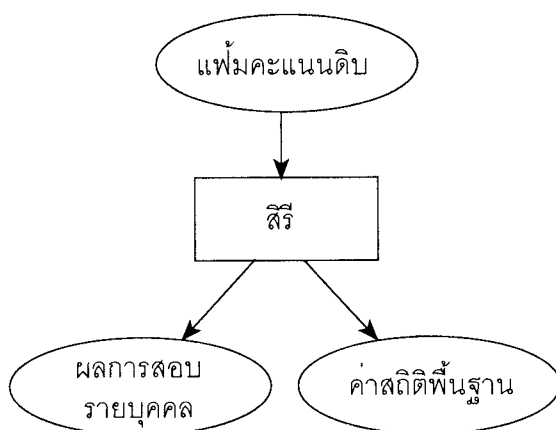 แฟ้มคะแนนดิบ
สิรี
ผลการสอบ
รายบุคคล
ค่าสถิติพื้นฐาน